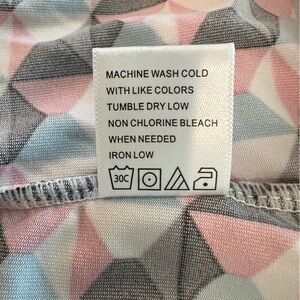 MACHINE WASH COLD
WITH LIKE COLORS
TUMBLE DRY LOW
NON CHLORINE BLEACH
WHEN NEEDED
IRON LOW
30C